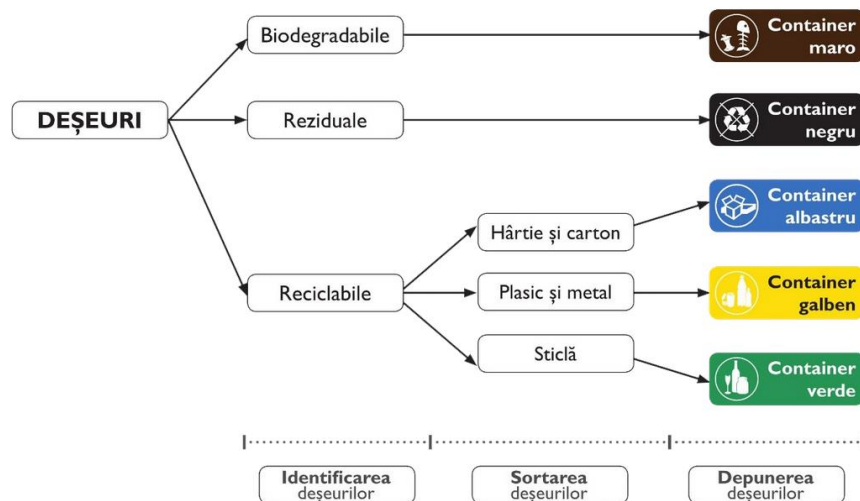 DEȘEURI
Biodegradabile
Container
maro
Reziduale
Container
negru
Reciclabile
Hârtie și carton
Container
albastru
Plasic și metal
Container
galben
Sticlă
Container
verde
Identificarea
deșeurilor
Sortarea
deșeurilor
Depunerea
deșeurilor